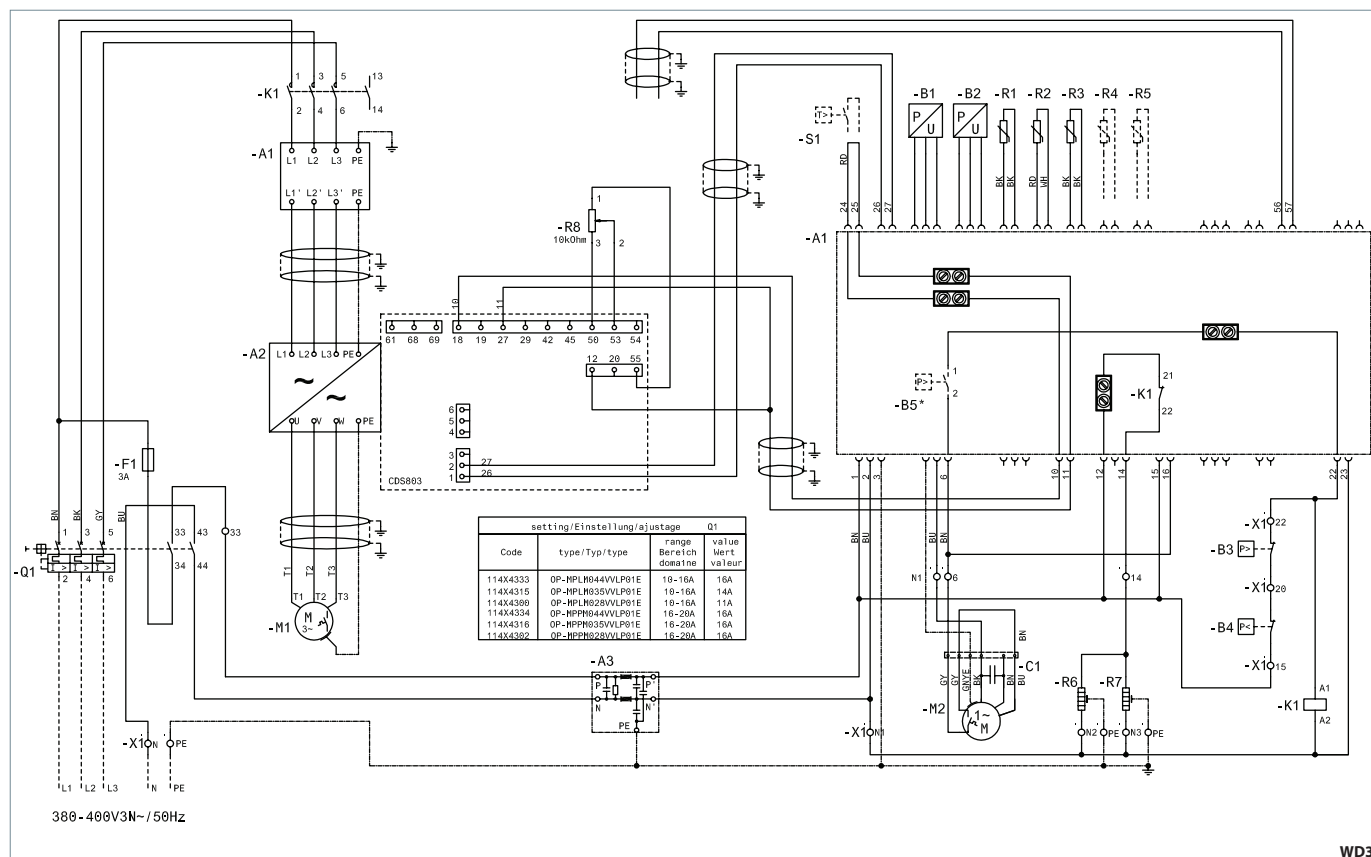 1 3 5 13
-K1
2 4 6 14
-A1 L1 L2 L3 PE
L1' L2' L3' PE
-A2 L1 L2 L3 PE
~
~
U V W PE
T1 T2 T3
T1 T2 T3
-M1 M
3~
-F1
3A
BN BK GY BU
1 3 5 33 43 33
-Q1 I > I > I >
2 4 6 34 44
-X1 N PE
L1 L2 L3 N PE
380-400V3N~/50Hz
1
-R8
10kOhm
3 2
10 11
61 68 69 18 19 27 29 42 45 50 53 54
12 20 55
6
5
4
3
2 27
1 26
CDS803
setting/Einstellung/ajustage Q1
Code type/Typ/type range Bereich domaine value Wert valeur
114X4333 OP-MPLM044VVLP01E 10-16A 16A
114X4315 OP-MPLM035VVLP01E 10-16A 14A
114X4300 OP-MPLM028VVLP01E 10-16A 11A
114X4334 OP-MPPM044VVLP01E 16-20A 16A
114X4316 OP-MPPM035VVLP01E 16-20A 16A
114X4302 OP-MPPM028VVLP01E 16-20A 16A
-A3
P P'
N N'
PE
-B1 -B2 -R1 -R2 -R3 -R4 -R5
T>
-S1
P U P U
RD BK BK RD WH BK BK
24 25 26 27 56 57
-A1
P> 1
2
-B5*
21
-K1
22
1 2 3 6 10 11 12 14 15 16 22 23
BN BU BU BN
N1 6 14
BN
-C1
GY GY GNYE BK BN BU
-M2 1~
M
-X1 N1
-R6 -R7
N2 PE N3 PE
-X1 22
-B3 P>
-X1 20
-B4 P<
-X1 15
A1
-K1
A2
WD3